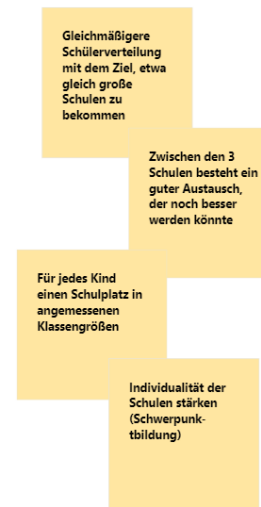 Gleichmäßigere
Schülerverteilung
mit dem Ziel, etwa
gleich große
Schulen zu
bekommen
Zwischen den 3
Schulen besteht ein
guter Austausch,
der noch besser
werden könnte
Für jedes Kind
einen Schulplatz in
angemessenen
Klassengrößen
Individualität der
Schulen stärken
(Schwerpunk-
tbildung)